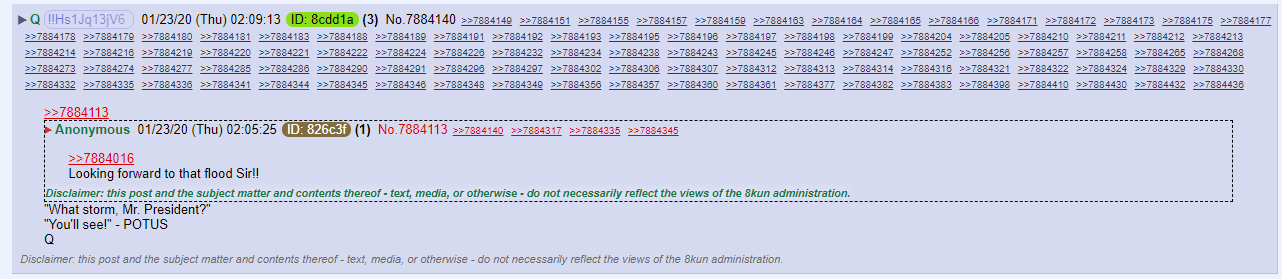 ▶ Q !!Hs1Jq13jV6 01/23/20 (Thu) 02:09:13 ID: 8cdd1a (3) No.7884140 >>7884149 >>7884151 >>7884155 >>7884157 >>7884159 >>7884163 >>7884164 >>7884165 >>7884166 >>7884171 >>7884172 >>7884173 >>7884175 >>7884177
>>7884178 >>7884179 >>7884180 >>7884181 >>7884183 >>7884188 >>7884189 >>7884191 >>7884192 >>7884193 >>7884195 >>7884196 >>7884197 >>7884198 >>7884199 >>7884204 >>7884205 >>7884210 >>7884211 >>7884212 >>7884213
>>7884214 >>7884216 >>7884219 >>7884220 >>7884221 >>7884222 >>7884224 >>7884226 >>7884232 >>7884234 >>7884238 >>7884243 >>7884245 >>7884246 >>7884247 >>7884252 >>7884256 >>7884257 >>7884258 >>7884265 >>7884268
>>7884273 >>7884274 >>7884277 >>7884285 >>7884286 >>7884290 >>7884291 >>7884296 >>7884297 >>7884302 >>7884306 >>7884307 >>7884312 >>7884313 >>7884314 >>7884316 >>7884321 >>7884322 >>7884324 >>7884329 >>7884330
>>7884332 >>7884335 >>7884336 >>7884341 >>7884344 >>7884345 >>7884346 >>7884348 >>7884349 >>7884356 >>7884357 >>7884360 >>7884361 >>7884377 >>7884382 >>7884383 >>7884398 >>7884410 >>7884430 >>7884432 >>7884436
>>7884113
▶ Anonymous 01/23/20 (Thu) 02:05:25 ID: 826c3f (1) No.7884113 >>7884140 >>7884317 >>7884335 >>7884345
>>7884016
Looking forward to that flood Sir!!
Disclaimer: this post and the subject matter and contents thereof - text, media, or otherwise - do not necessarily reflect the views of the 8kun administration.
"What storm, Mr. President?"
"You'll see!" - POTUS
Q
Disclaimer: this post and the subject matter and contents thereof - text, media, or otherwise - do not necessarily reflect the views of the 8kun administration.